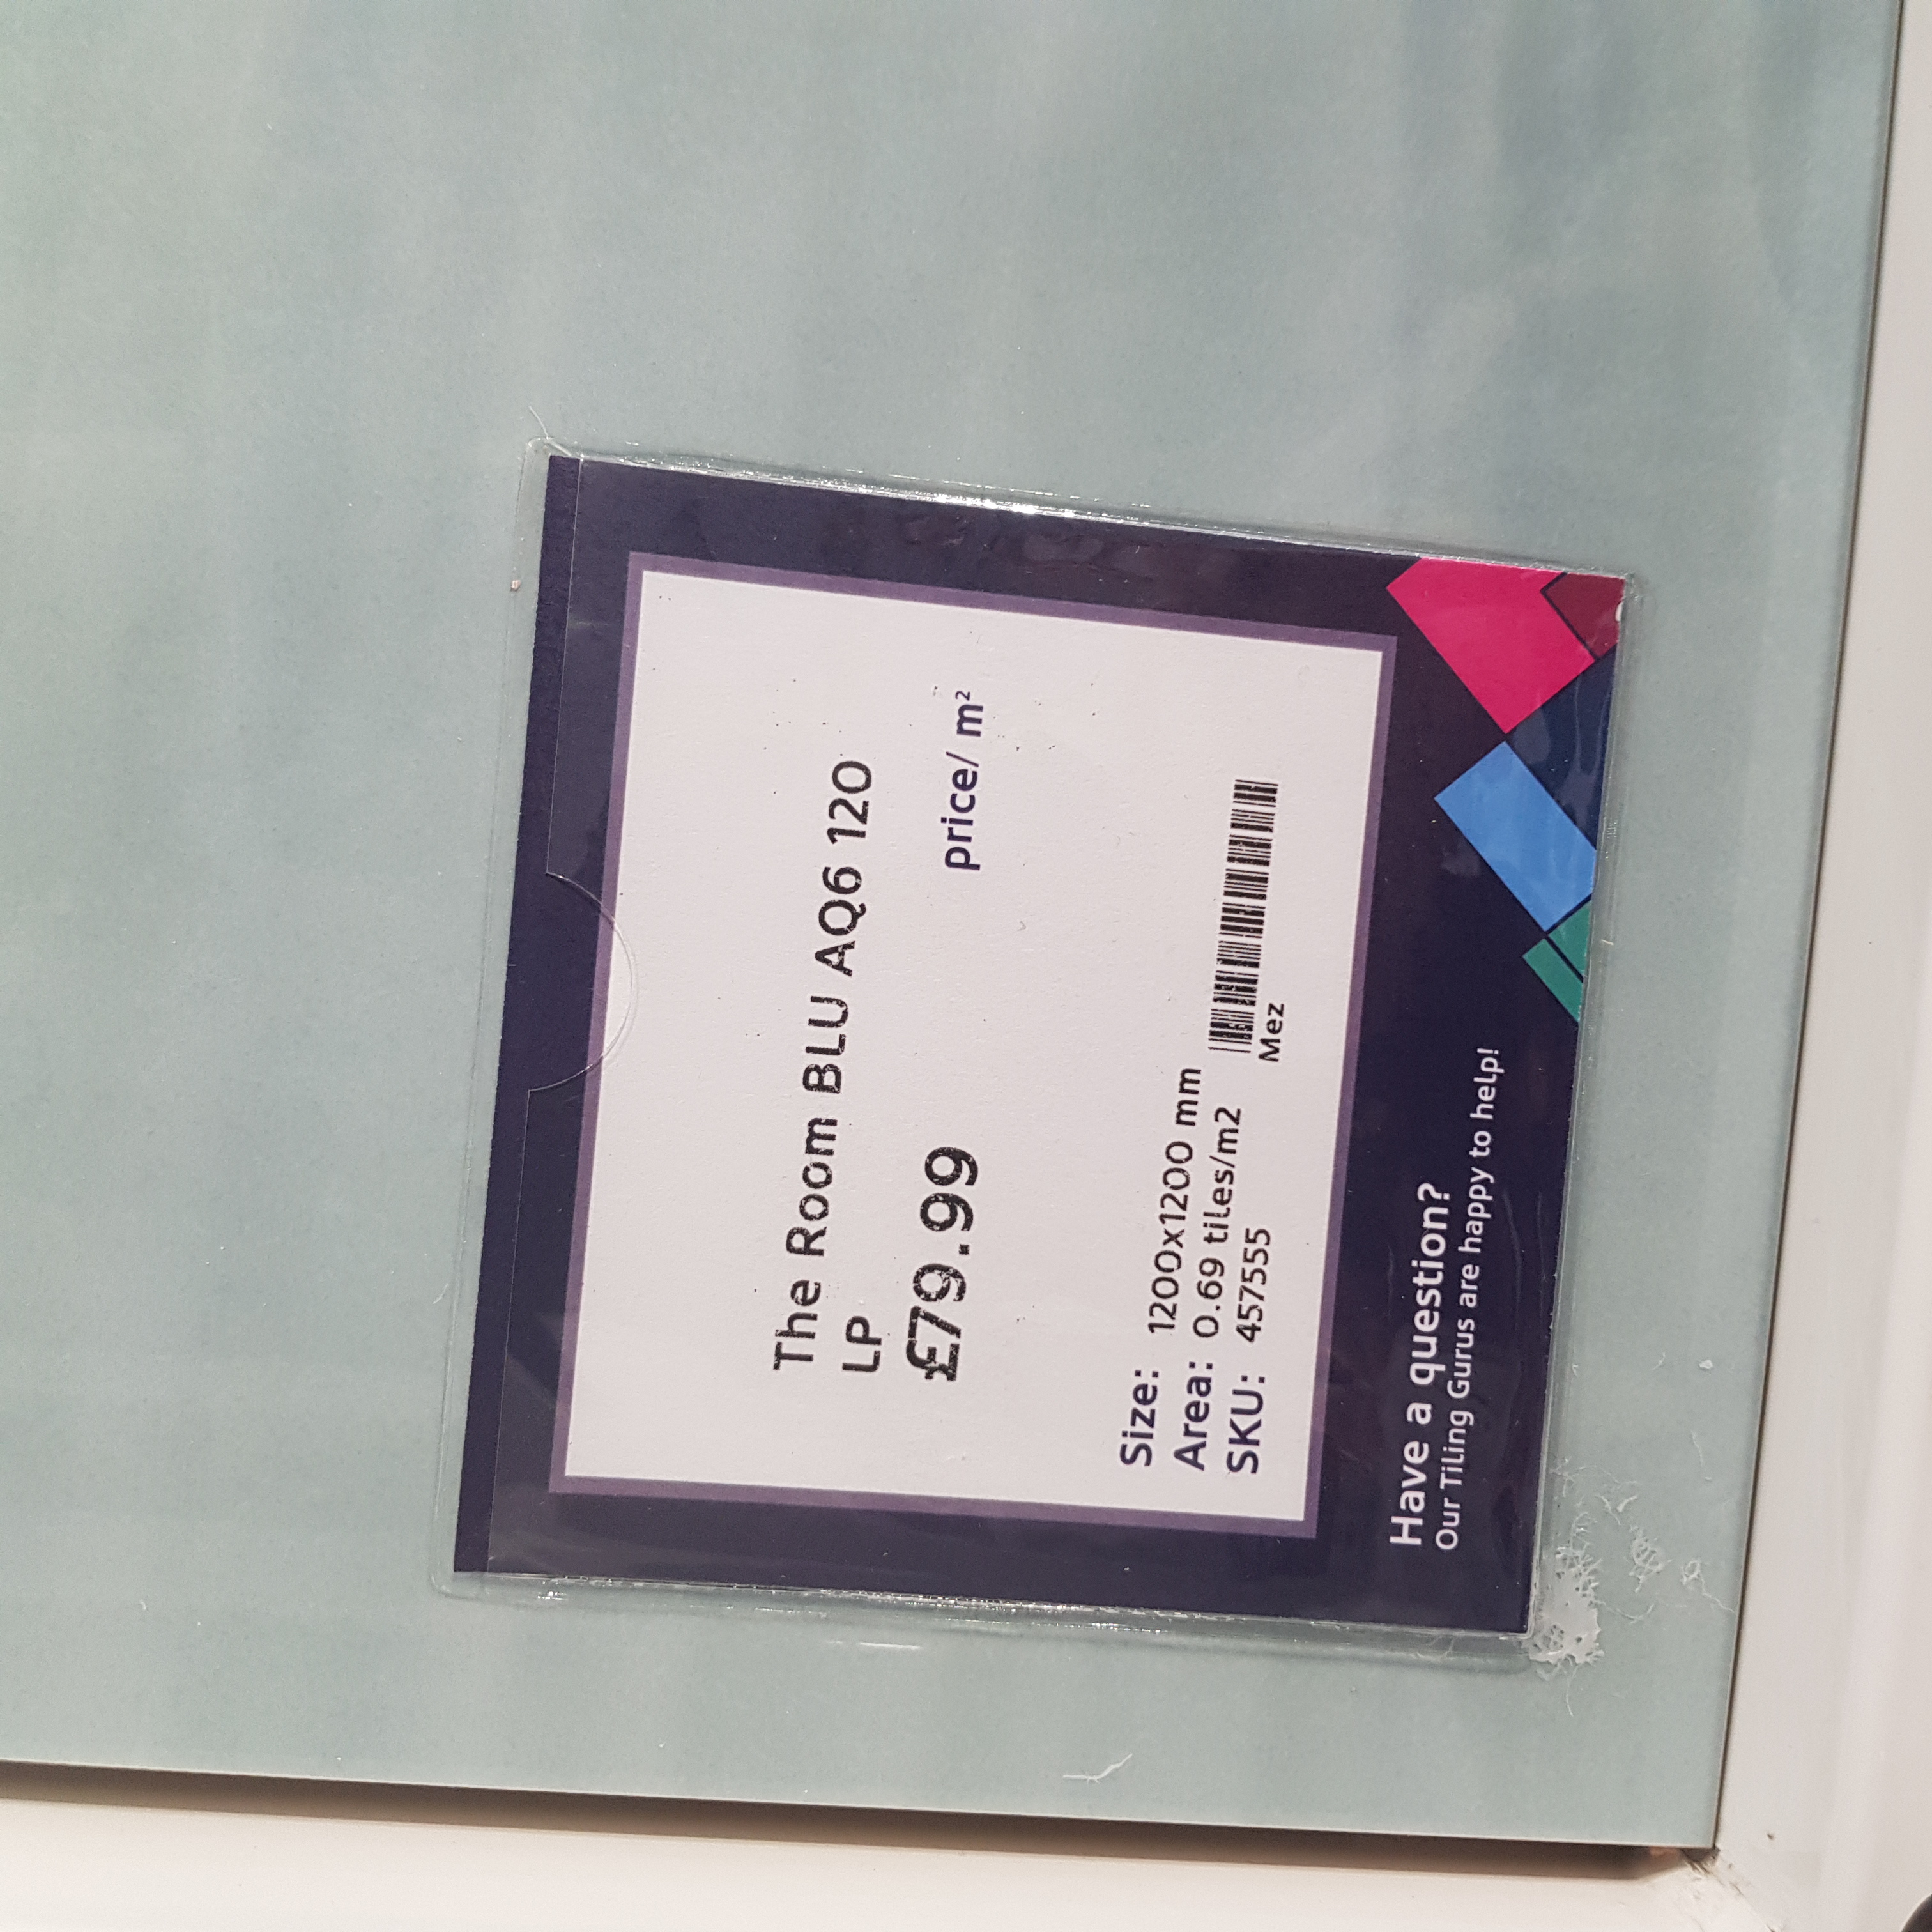 The Room BLU AQ6 120
LP
£79.99 price/ m²
Size: 1200x1200 mm
Area: 0.69 tiles/m2
SKU: 457555
Mez
Have a question?
Our Tiling Gurus are happy to help!